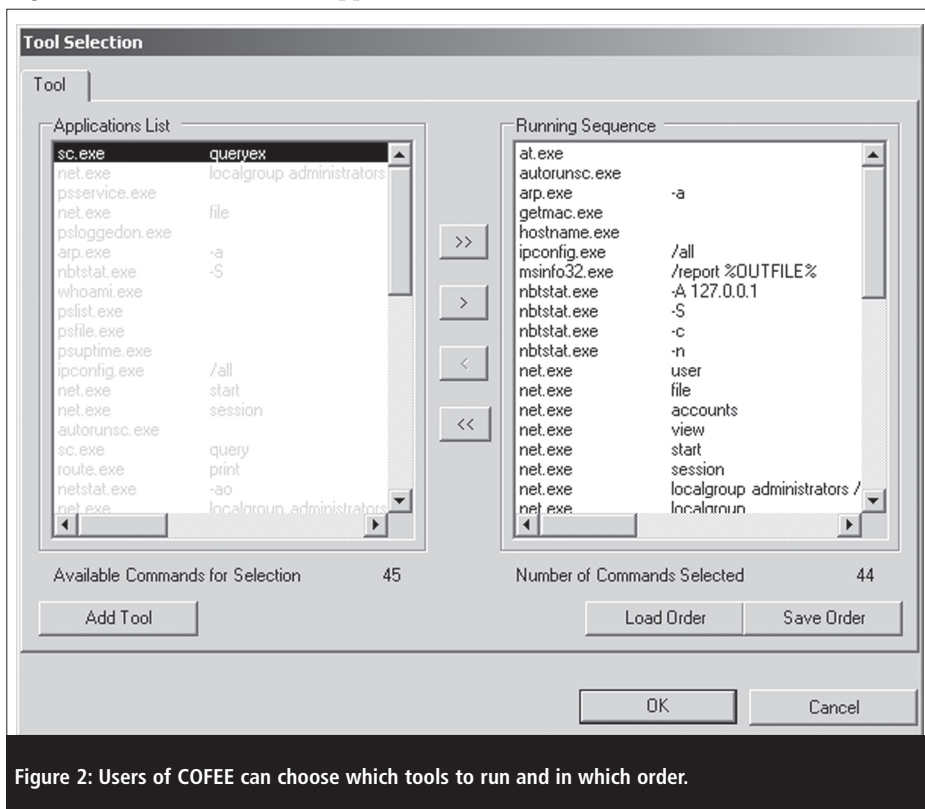 Tool Selection
Tool
Applications List
sc.exe queryex
net.exe localgroup administrators
psservice.exe
net.exe file
psloggedon.exe
arp.exe -a
nbtstat.exe -S
whoami.exe
pslist.exe
psfile.exe
psuptime.exe
ipconfig.exe /all
net.exe start
net.exe session
autorunsc.exe
sc.exe query
route.exe print
netstat.exe -ao
net.exe localgroup administrators
Available Commands for Selection 45
Add Tool
>>
>
<
<<
Running Sequence
at.exe
autorunsc.exe
arp.exe -a
getmac.exe
hostname.exe
ipconfig.exe /all
msinfo32.exe /report %OUTFILE%
nbtstat.exe -A 127.0.0.1
nbtstat.exe -S
nbtstat.exe -c
nbtstat.exe -n
net.exe user
net.exe file
net.exe accounts
net.exe view
net.exe start
net.exe session
net.exe localgroup administrators /
net.exe localgroup
Number of Commands Selected 44
Load Order Save Order
OK Cancel
Figure 2: Users of COFEE can choose which tools to run and in which order.